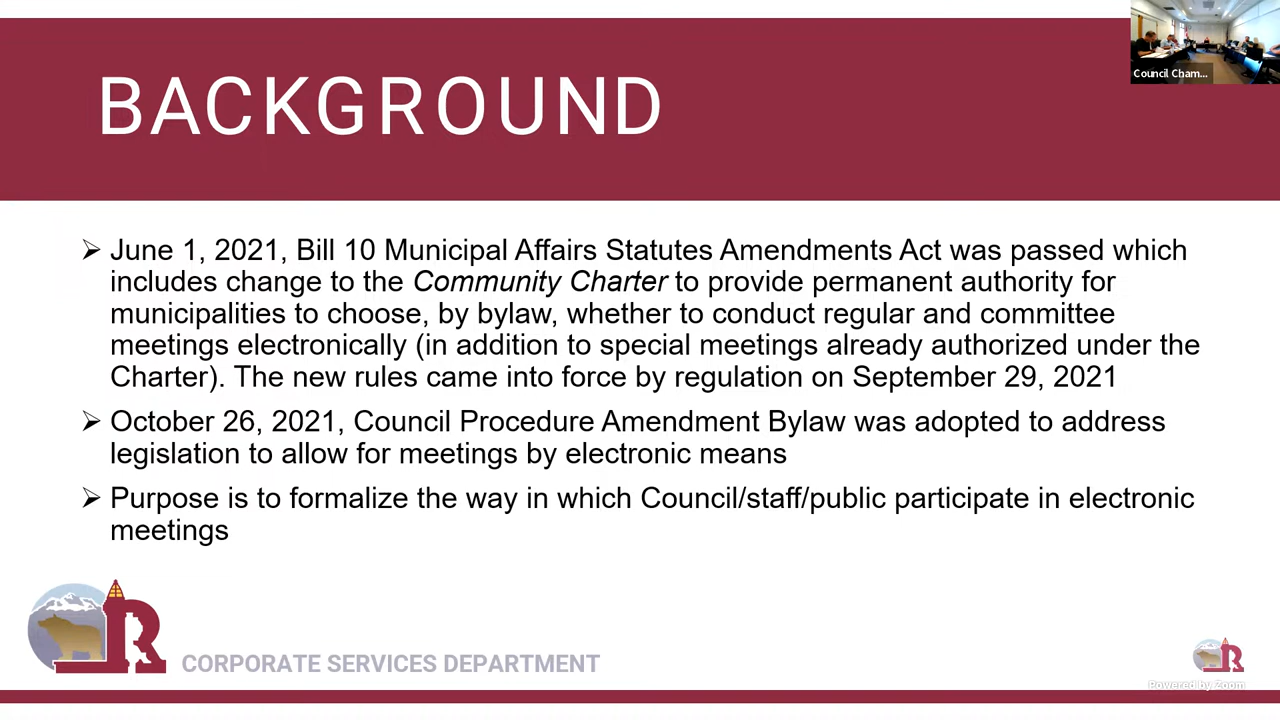 Council Cham...
BACKGROUND
June 1, 2021, Bill 10 Municipal Affairs Statutes Amendments Act was passed which
includes change to the Community Charter to provide permanent authority for
municipalities to choose, by bylaw, whether to conduct regular and committee
meetings electronically (in addition to special meetings already authorized under the
Charter). The new rules came into force by regulation on September 29, 2021
October 26, 2021, Council Procedure Amendment Bylaw was adopted to address
legislation to allow for meetings by electronic means
Purpose is to formalize the way in which Council/staff/public participate in electronic
meetings
R
CORPORATE SERVICES DEPARTMENT
R
Powered by Zoom